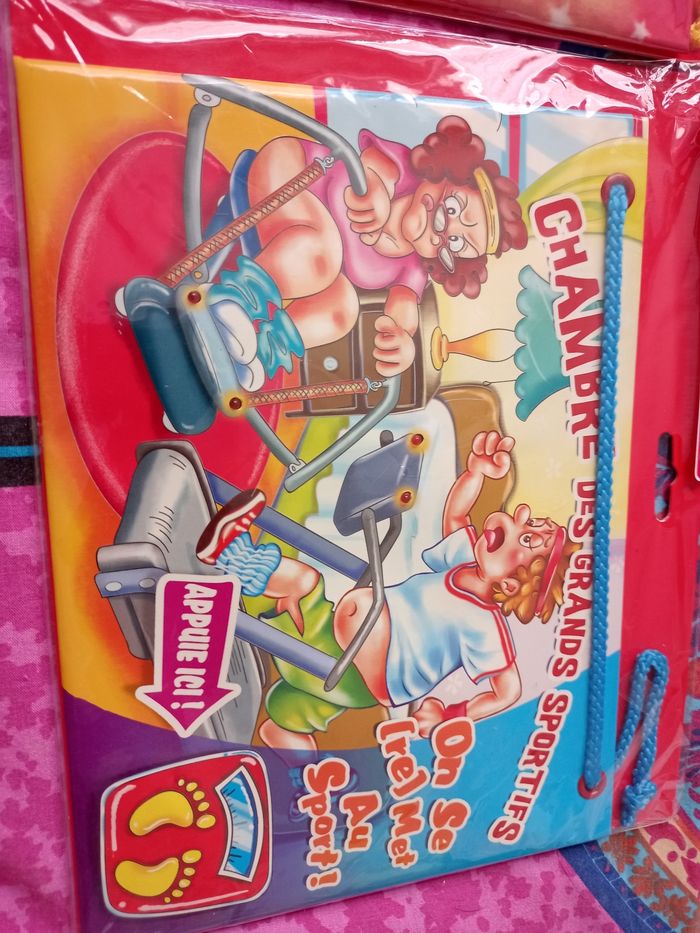 CHAMBRE DES GRANDS SPORTIFS
On Se
(re)Met
Au
Sport!
APPUIE ICI!